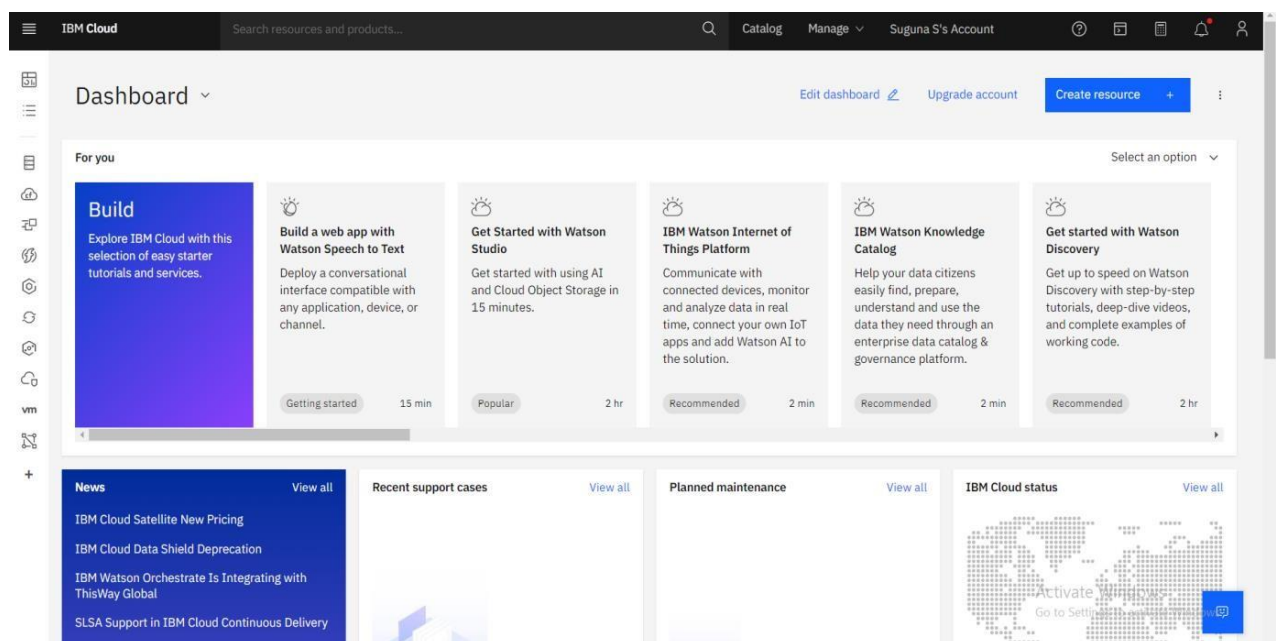 IBM Cloud
Search resources and products...
Catalog
Manage
Suguna S's Account
Dashboard
Edit dashboard
Upgrade account
Create resource +
For you
Select an option
Build
Explore IBM Cloud with this
selection of easy starter
tutorials and services.
Build a web app with
Watson Speech to Text
Deploy a conversational
interface compatible with
any application, device, or
channel.
Getting started
15 min
Get Started with Watson
Studio
Get started with using AI
and Cloud Object Storage in
15 minutes.
Popular
2 hr
IBM Watson Internet of
Things Platform
Communicate with
connected devices, monitor
and analyze data in real
time, connect your own IoT
apps and add Watson AI to
the solution.
Recommended
2 min
IBM Watson Knowledge
Catalog
Help your data citizens
easily find, prepare,
understand and use the
data they need through an
enterprise data catalog &
governance platform.
Recommended
2 min
Get started with Watson
Discovery
Get up to speed on Watson
Discovery with step-by-step
tutorials, deep-dive videos,
and complete examples of
working code.
Recommended
2 hr
vm
News
View all
IBM Cloud Satellite New Pricing
IBM Cloud Data Shield Deprecation
IBM Watson Orchestrate Is Integrating with
ThisWay Global
SLSA Support in IBM Cloud Continuous Delivery
Recent support cases
View all
Planned maintenance
View all
IBM Cloud status
View all
Activate Windows
Go to